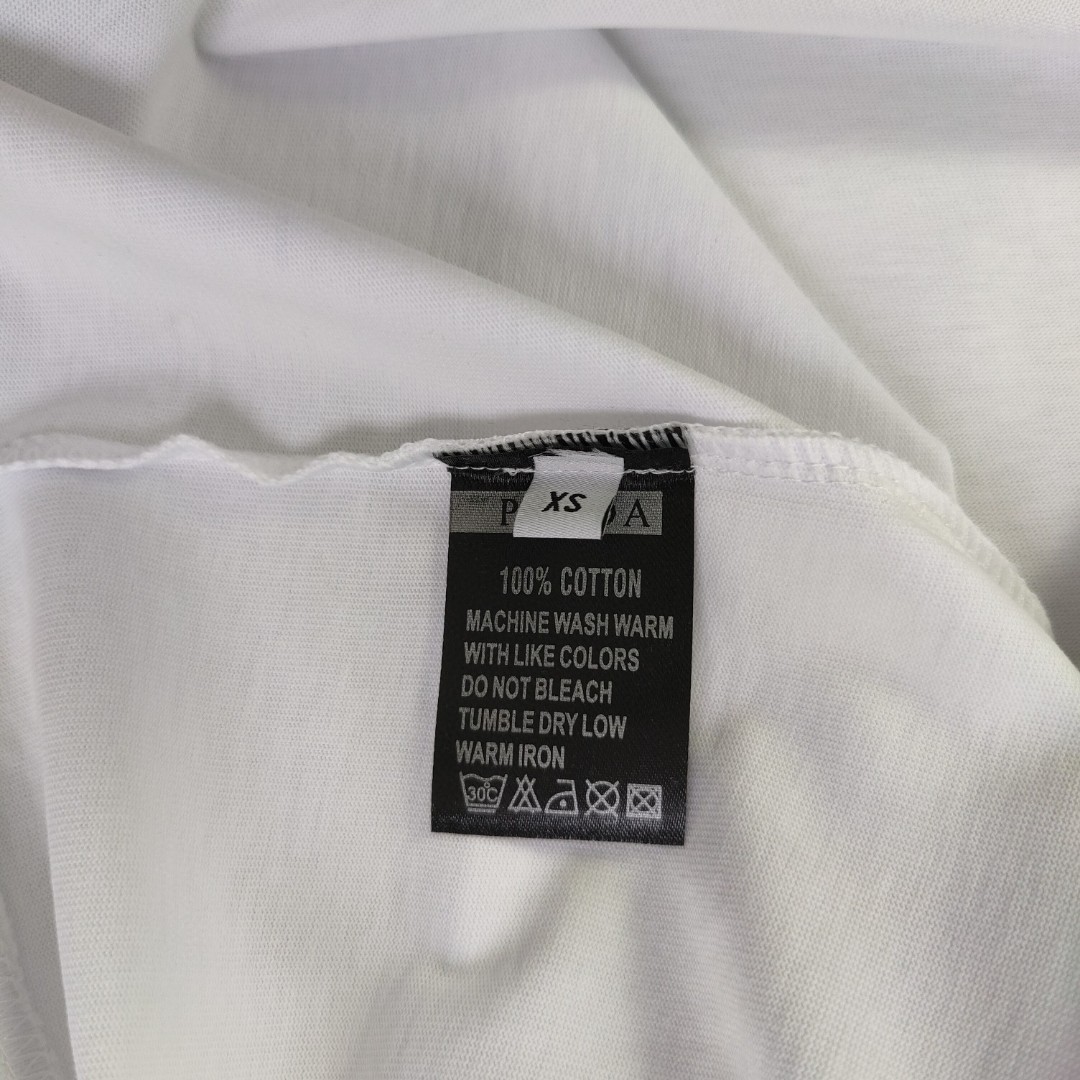 XS
100% COTTON
MACHINE WASH WARM
WITH LIKE COLORS
DO NOT BLEACH
TUMBLE DRY LOW
WARM IRON
30C